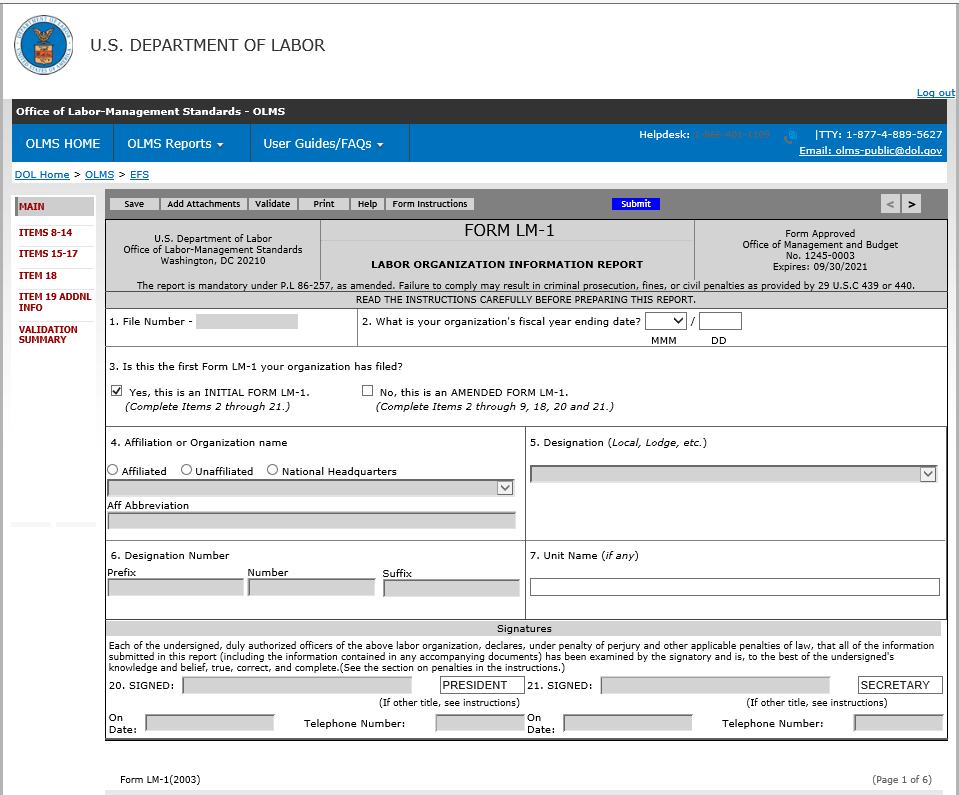 U.S. DEPARTMENT OF LABOR
Log out
Office of Labor-Management Standards - OLMS
OLMS HOME
OLMS Reports
User Guides/FAQs
Helpdesk:
|TTY: 1-877-4-889-5627
Email: olms-public@dol.gov
DOL Home > OLMS > EFS
MAIN
ITEMS 8-14
ITEMS 15-17
ITEM 18
ITEM 19 ADDNL
INFO
VALIDATION
SUMMARY
Save
Add Attachments
Validate
Print
Help
Form Instructions
Submit
<
>
U.S. Department of Labor
Office of Labor-Management Standards
Washington, DC 20210
FORM LM-1
LABOR ORGANIZATION INFORMATION REPORT
Form Approved
Office of Management and Budget
No. 1245-0003
Expires: 09/30/2021
The report is mandatory under P.L 86-257, as amended. Failure to comply may result in criminal prosecution, fines, or civil penalties as provided by 29 U.S.C 439 or 440.
READ THE INSTRUCTIONS CAREFULLY BEFORE PREPARING THIS REPORT.
1. File Number -
2. What is your organization's fiscal year ending date?
/
MMM
DD
3. Is this the first Form LM-1 your organization has filed?
Yes, this is an INITIAL FORM LM-1.
(Complete Items 2 through 21.)
No, this is an AMENDED FORM LM-1.
(Complete Items 2 through 9, 18, 20 and 21.)
4. Affiliation or Organization name
Affiliated
Unaffiliated
National Headquarters
Aff Abbreviation
5. Designation (Local, Lodge, etc.)
6. Designation Number
Prefix
Number
Suffix
7. Unit Name (if any)
Signatures
Each of the undersigned, duly authorized officers of the above labor organization, declares, under penalty of perjury and other applicable penalties of law, that all of the information
submitted in this report (including the information contained in any accompanying documents) has been examined by the signatory and is, to the best of the undersigned's
knowledge and belief, true, correct, and complete.(See the section on penalties in the instructions.)
20. SIGNED:
PRESIDENT
(If other title, see instructions)
On
Date:
Telephone Number:
21. SIGNED:
SECRETARY
(If other title, see instructions)
On
Date:
Telephone Number:
Form LM-1(2003)
(Page 1 of 6)